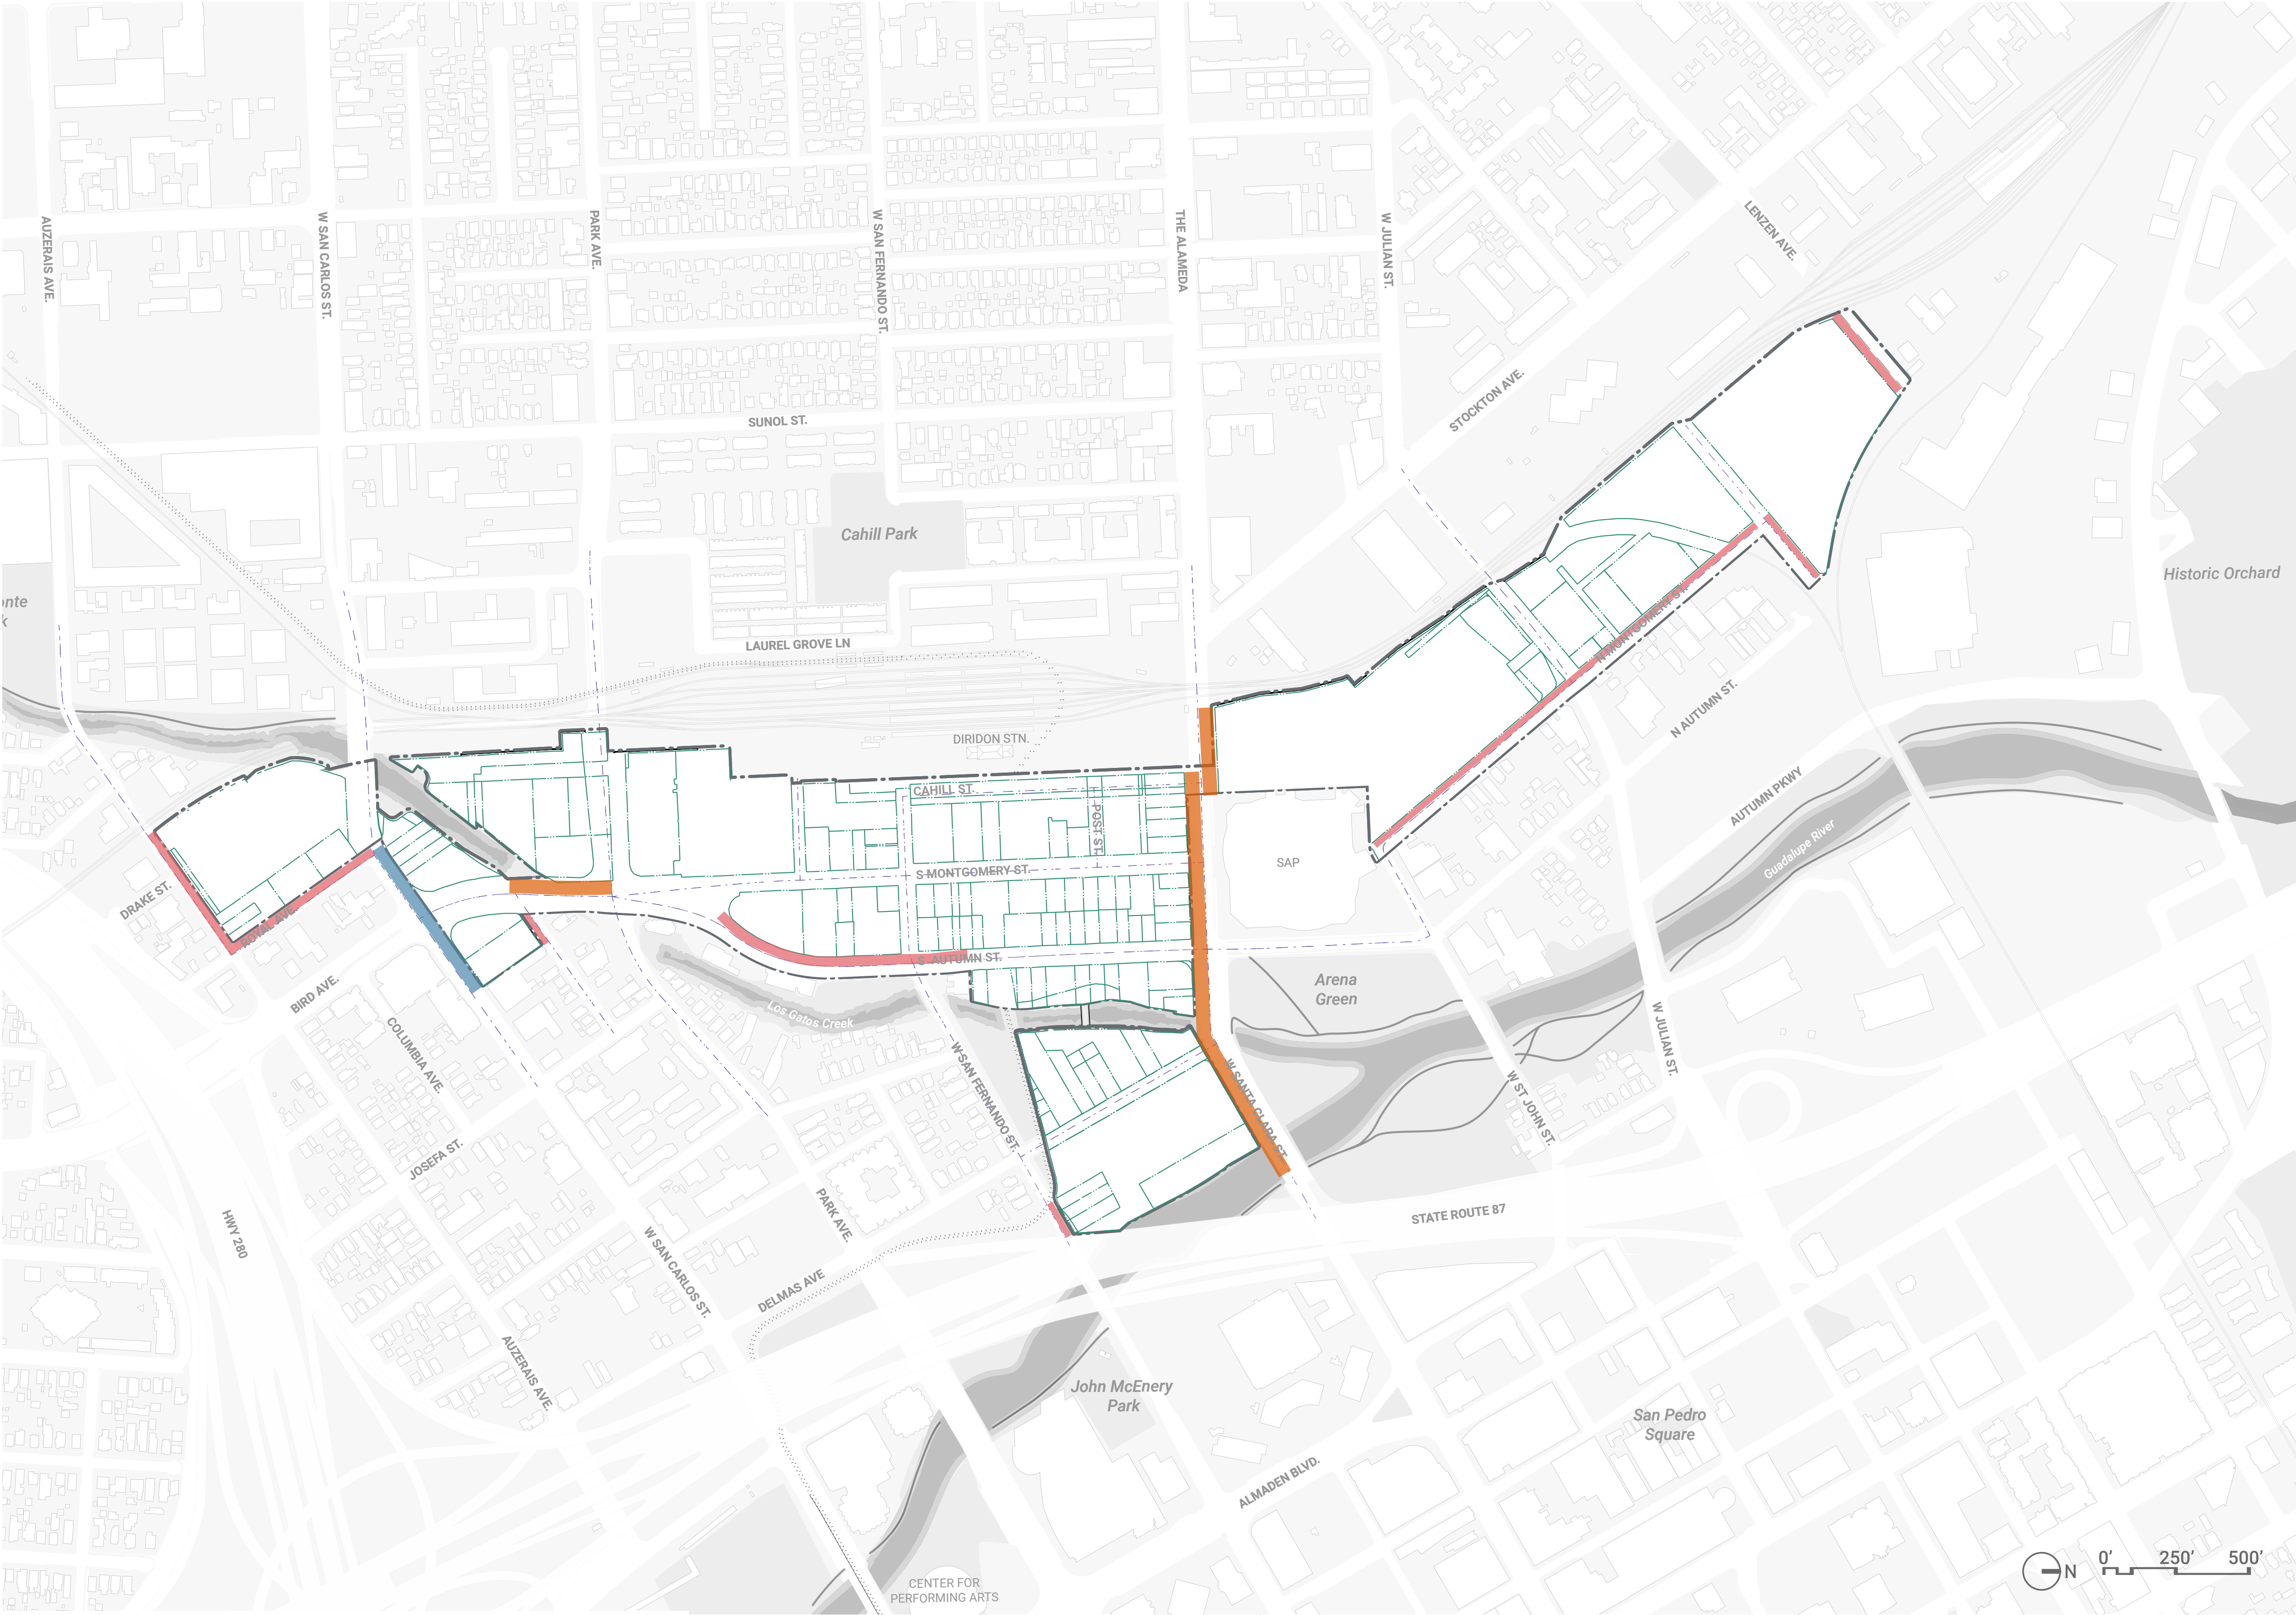 AUZERAIS AVE.
W SAN CARLOS ST.
PARK AVE.
W SAN FERNANDO ST.
THE ALAMEDA
W JULIAN ST.
LENZEN AVE.
STOCKTON AVE.
SUNOL ST.
Cahill Park
Historic Orchard
onte
k
LAUREL GROVE LN
N MONTGOMERY ST.
N AUTUMN ST.
DIRIDON STN.
CAHILL ST.
POST ST.
AUTUMN PKWY
Guadalupe River
SAP
S MONTGOMERY ST.
DRAKE ST.
ROYAL AVE.
S AUTUMN ST.
BIRD AVE.
Los Gatos Creek
Arena
Green
COLUMBIA AVE.
W SAN FERNANDO ST.
W SANTA CLARA ST.
W ST JOHN ST.
W JULIAN ST.
JOSEFA ST.
HWY 280
PARK AVE.
W SAN CARLOS ST.
STATE ROUTE 87
DELMAS AVE
AUZERAIS AVE.
John McEnery
Park
San Pedro
Square
ALMADEN BLVD.
CENTER FOR
PERFORMING ARTS
N
0' 250' 500'